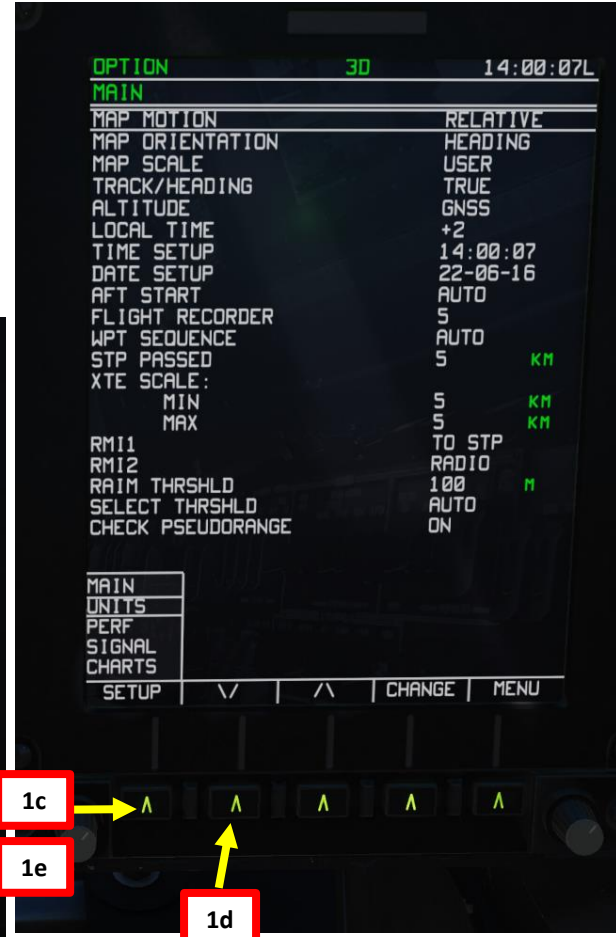 OPTION 3D 14:00:07L
MAIN
MAP MOTION RELATIVE
MAP ORIENTATION HEADING
MAP SCALE USER
TRACK/HEADING TRUE
ALTITUDE GNSS
LOCAL TIME +2
TIME SETUP 14:00:07
DATE SETUP 22-06-16
AFT START AUTO
FLIGHT RECORDER 5
WPT SEQUENCE AUTO
STP PASSED 5 KM
XTE SCALE:
MIN 5 KM
MAX 5 KM
RMI1 TO STP
RMI2 RADIO
RAIM THRSHLD 100 M
SELECT THRSHLD AUTO
CHECK PSEUDORANGE ON
MAIN
UNITS
PERF
SIGNAL
CHARTS
SETUP \/ /\ CHANGE MENU
1c
Λ Λ Λ Λ Λ
1e
1d